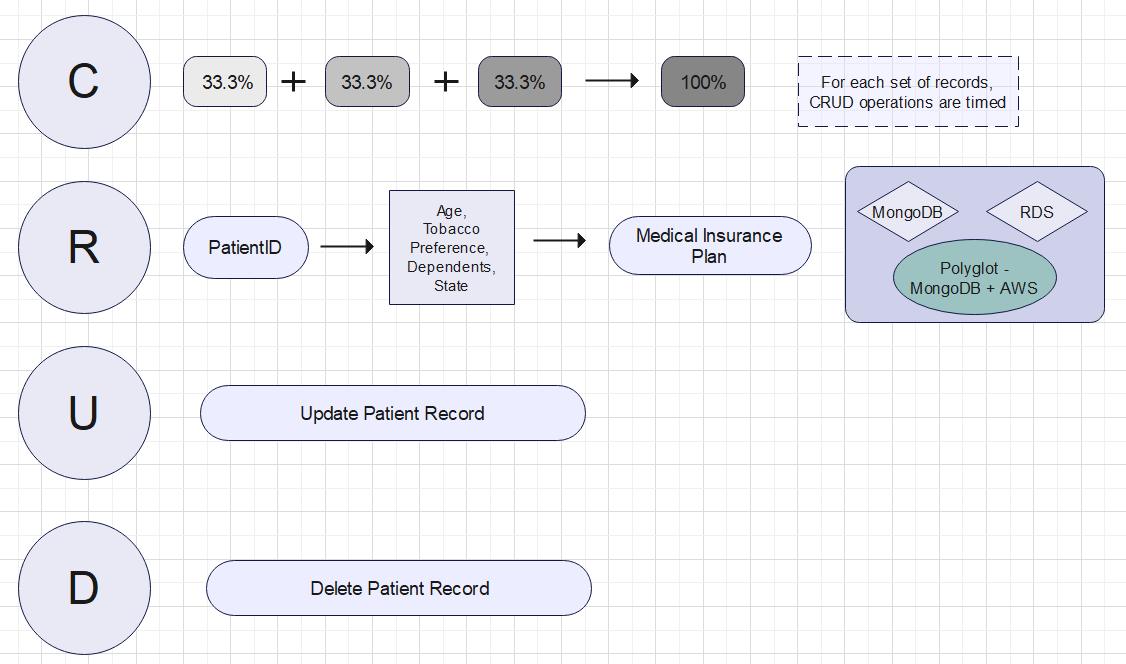 C
33.3%
+
33.3%
+
33.3%
100%
For each set of records,
CRUD operations are timed
R
PatientID
Age,
Tobacco
Preference,
Dependents,
State
Medical Insurance
Plan
MongoDB
RDS
Polyglot -
MongoDB + AWS
U
Update Patient Record
D
Delete Patient Record